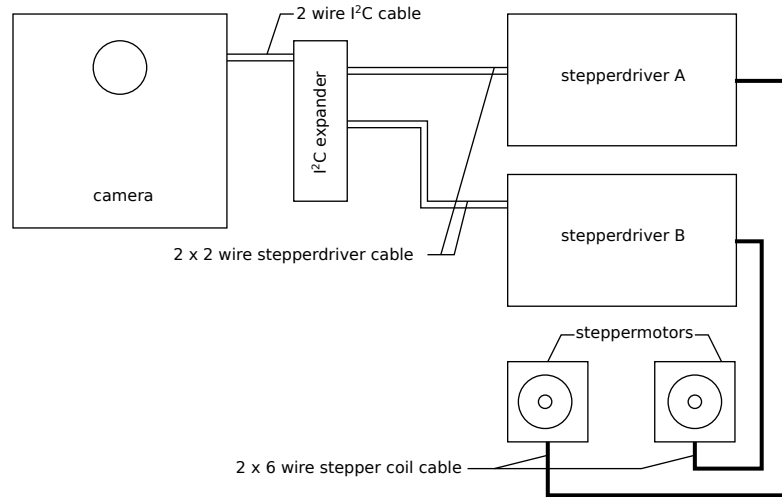 2 wire I²C cable
camera
I²C expander
stepperdriver A
stepperdriver B
2 x 2 wire stepperdriver cable
steppermotors
2 x 6 wire stepper coil cable